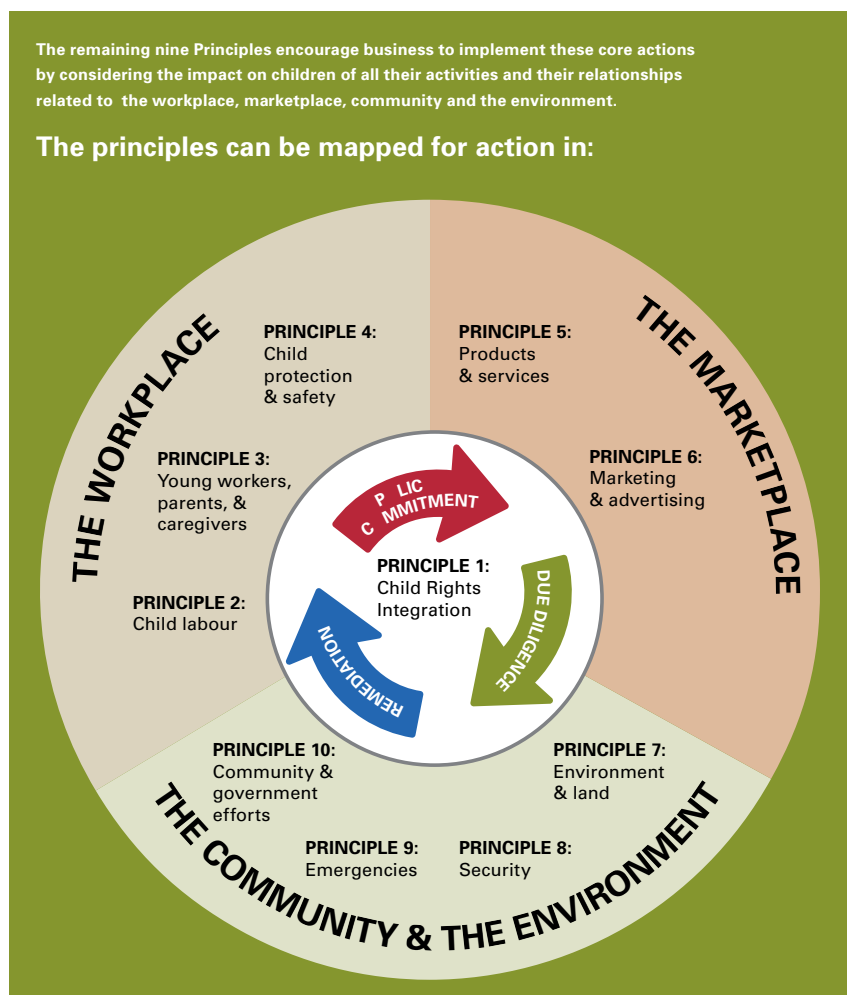 The remaining nine Principles encourage business to implement these core actions
by considering the impact on children of all their activities and their relationships
related to the workplace, marketplace, community and the environment.
The principles can be mapped for action in:
THE WORKPLACE
PRINCIPLE 4:
Child
protection
& safety
PRINCIPLE 3:
Young workers,
parents, &
caregivers
PRINCIPLE 2:
Child labour
THE MARKETPLACE
PRINCIPLE 5:
Products
& services
PRINCIPLE 6:
Marketing
& advertising
P LIC
C MMITMENT
PRINCIPLE 1:
Child Rights
Integration
DUE DILIGENCE
REMEDIATION
PRINCIPLE 10:
Community &
government
efforts
PRINCIPLE 7:
Environment
& land
PRINCIPLE 9:
Emergencies
PRINCIPLE 8:
Security
THE COMMUNITY & THE ENVIRONMENT